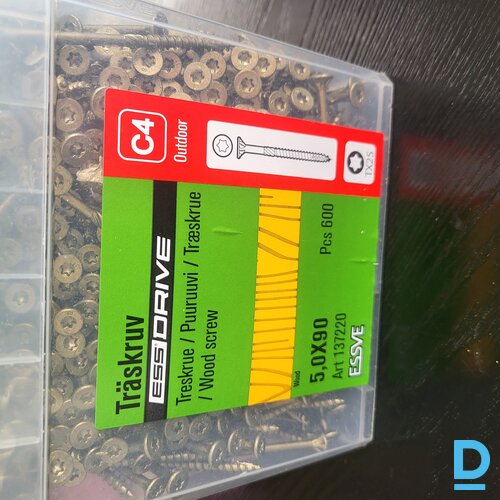 C4
Outdoor
TX25
Träskruv
ESSDRIVE
Treskrue / Puuruuvi / Træskrue
/ Wood screw
Wood
5,0X90
Pcs 600
Art 137220
ESSVE
D